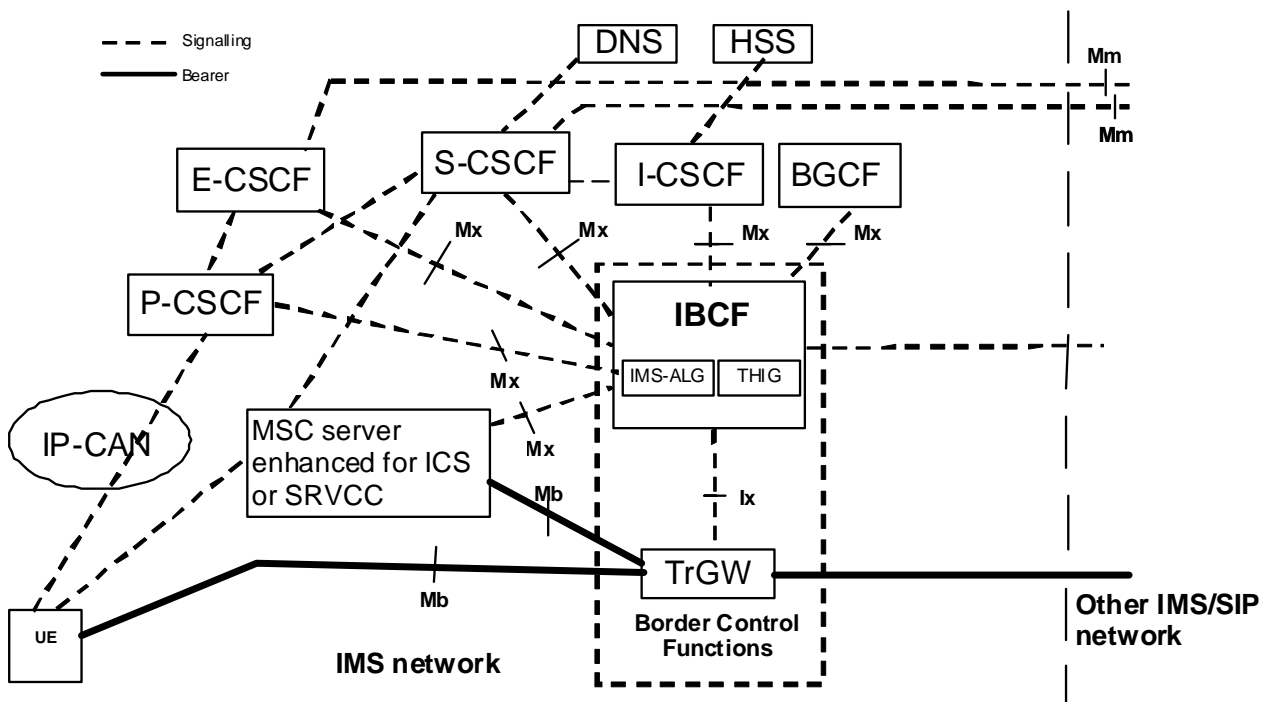 Signalling
Bearer
DNS
HSS
Mm
Mm
E-CSCF
S-CSCF
I-CSCF
BGCF
Mx
Mx
Mx
Mx
P-CSCF
IBCF
IMS-ALG
THIG
Mx
IP-CAN
MSC server
enhanced for ICS
or SRVCC
Mx
Mb
Ix
TrGW
Mb
UE
Border Control
Functions
IMS network
Other IMS/SIP
network